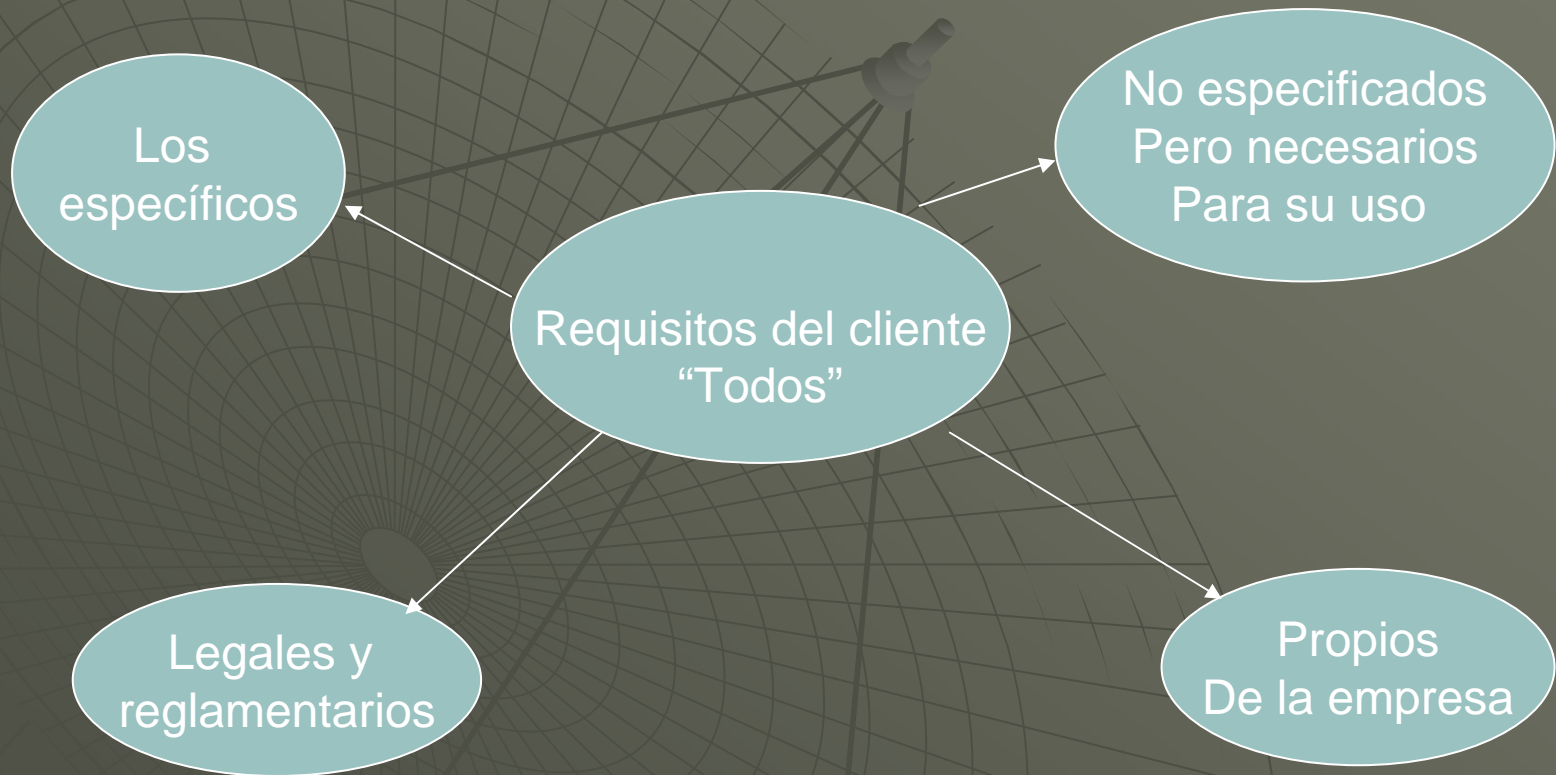 Los
específicos
No especificados
Pero necesarios
Para su uso
Requisitos del cliente
“Todos”
Legales y
reglamentarios
Propios
De la empresa